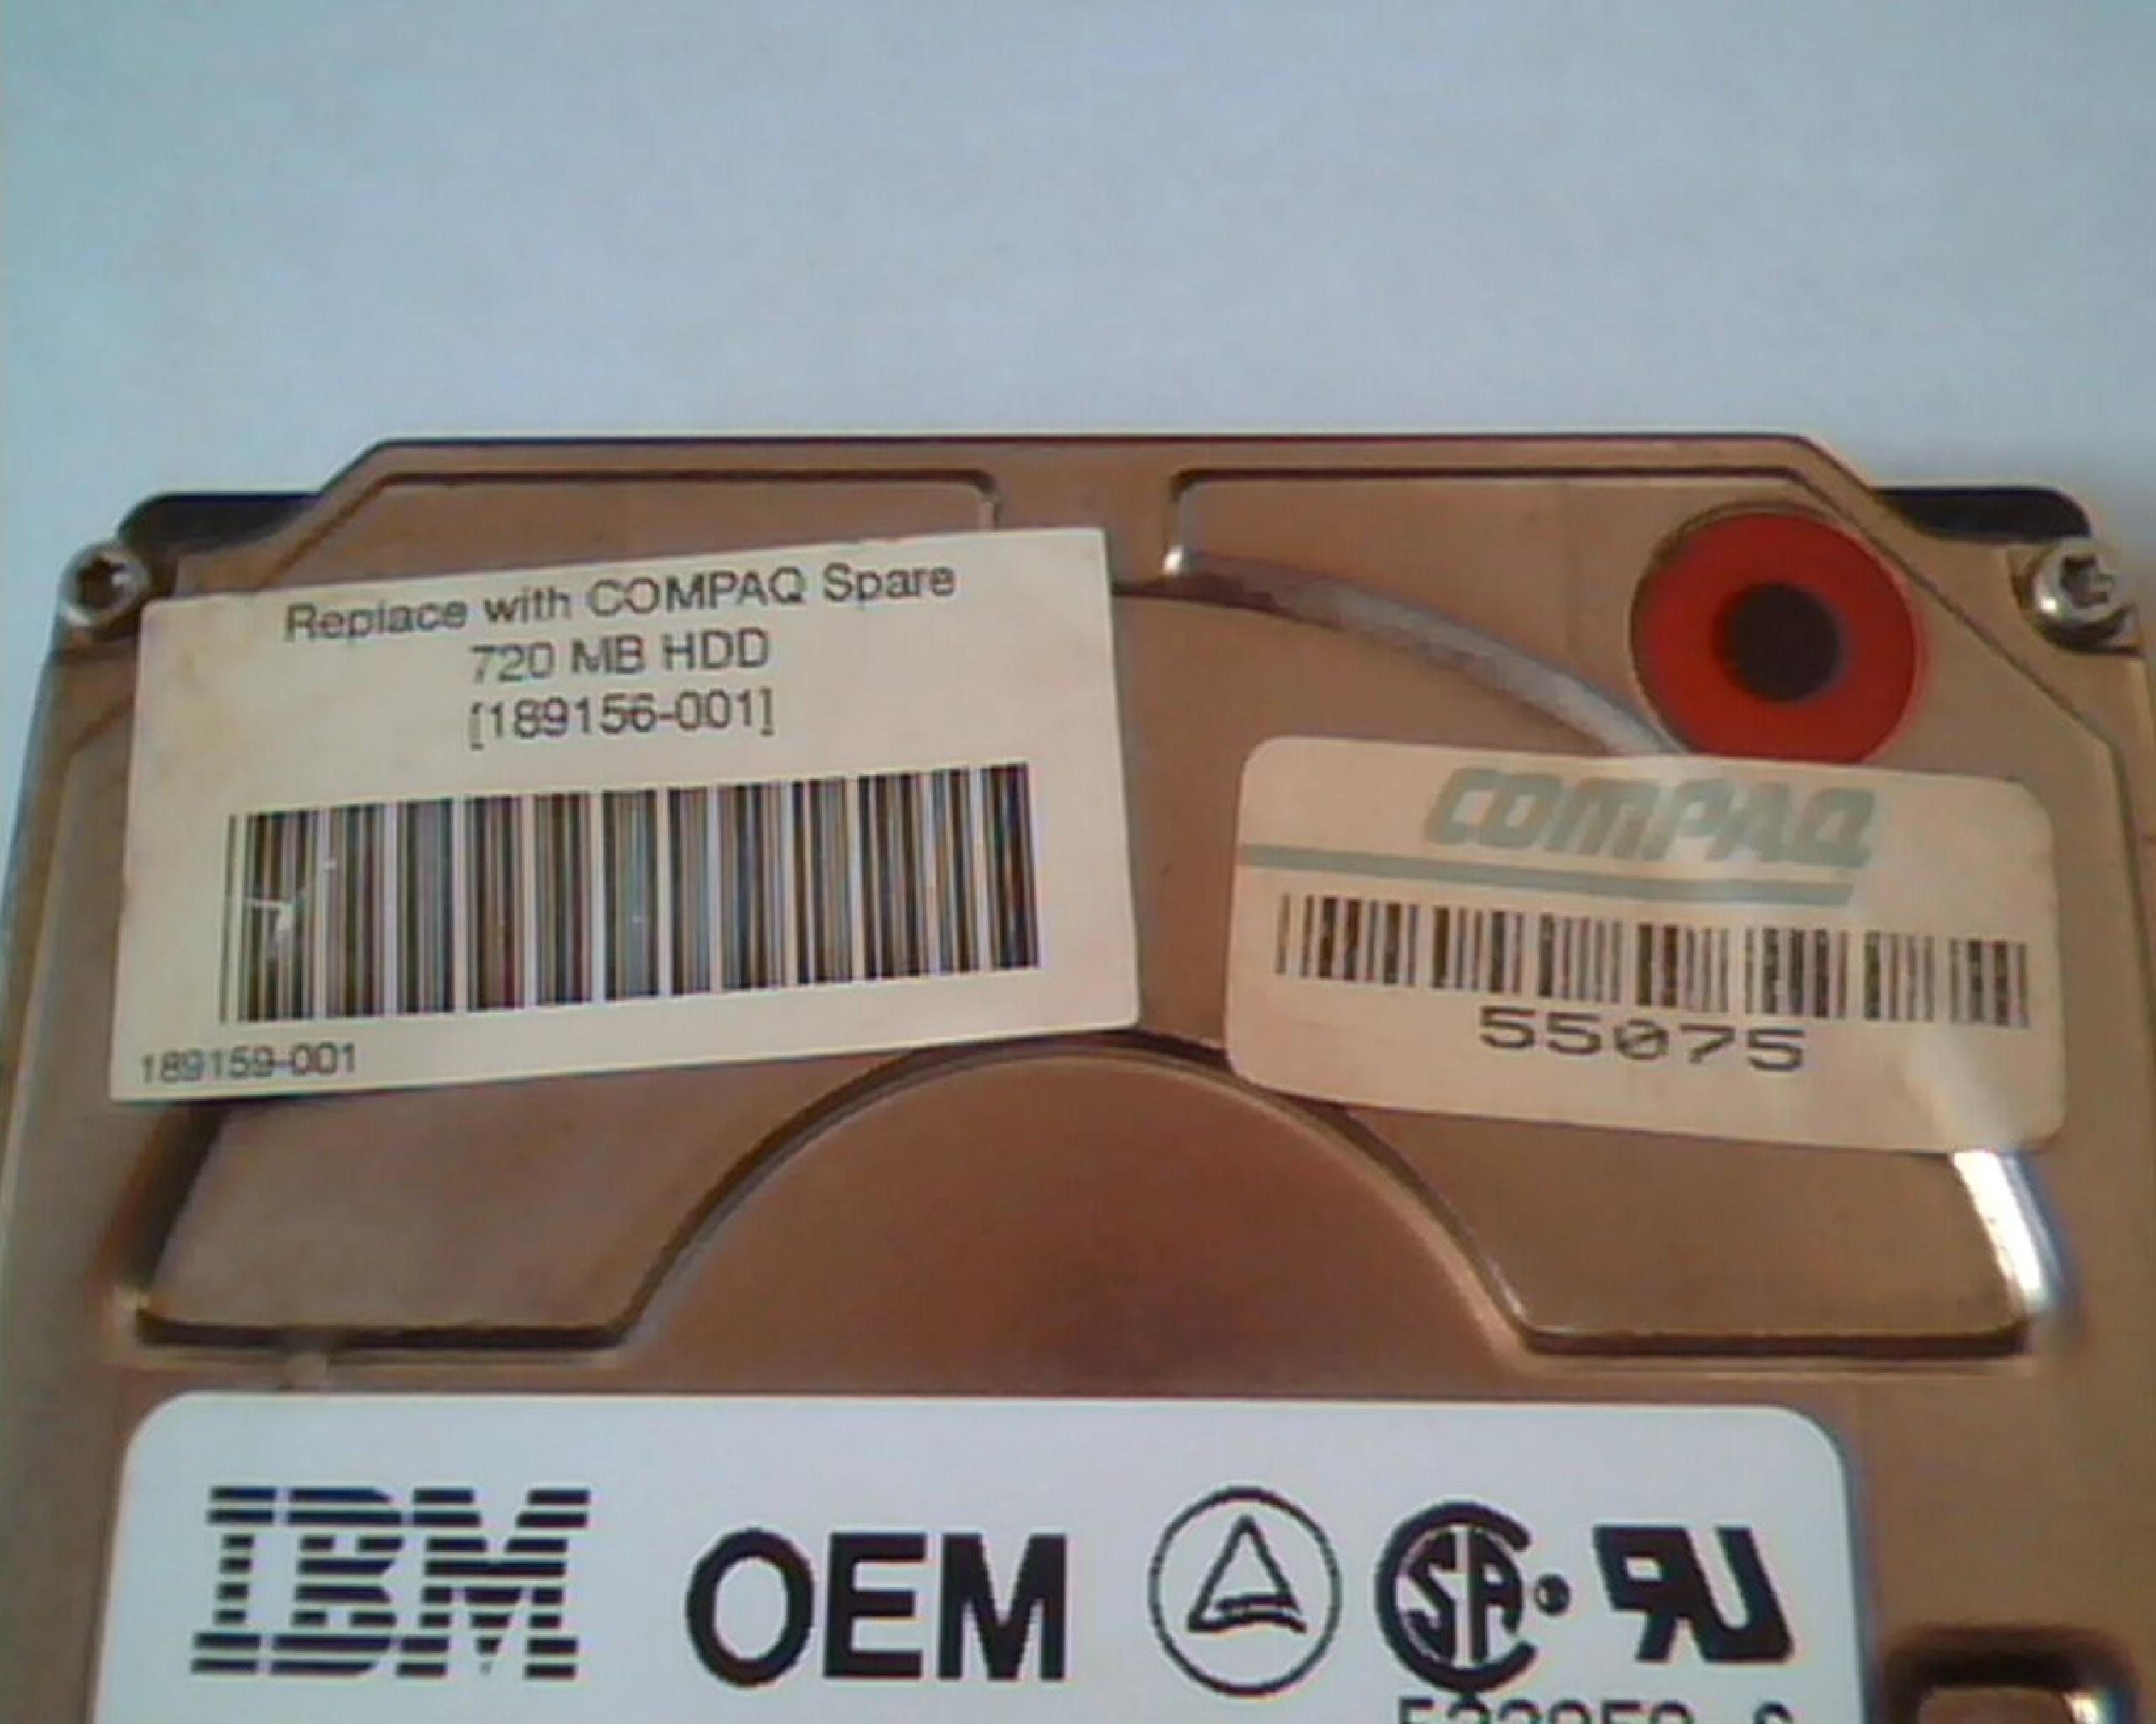 Replace with COMPAQ Spare
720 MB HDD
[189156-001]
189159-001
COMPAQ
55075
IBM OEM